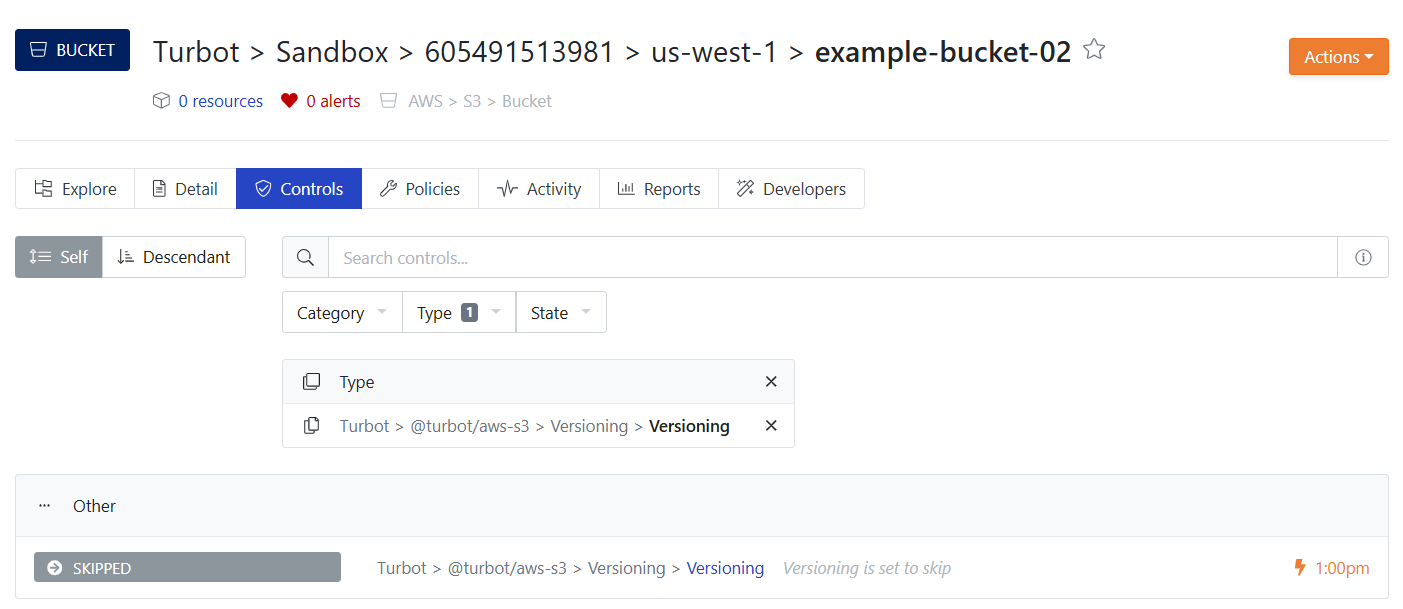 BUCKET Turbot > Sandbox > 605491513981 > us-west-1 > example-bucket-02 Actions
0 resources 0 alerts AWS > S3 > Bucket
Explore Detail Controls Policies Activity Reports Developers
Self Descendant Search controls...
Category Type 1 State
Type
Turbot > @turbot/aws-s3 > Versioning > Versioning
Other
SKIPPED Turbot > @turbot/aws-s3 > Versioning > Versioning Versioning is set to skip 1:00pm